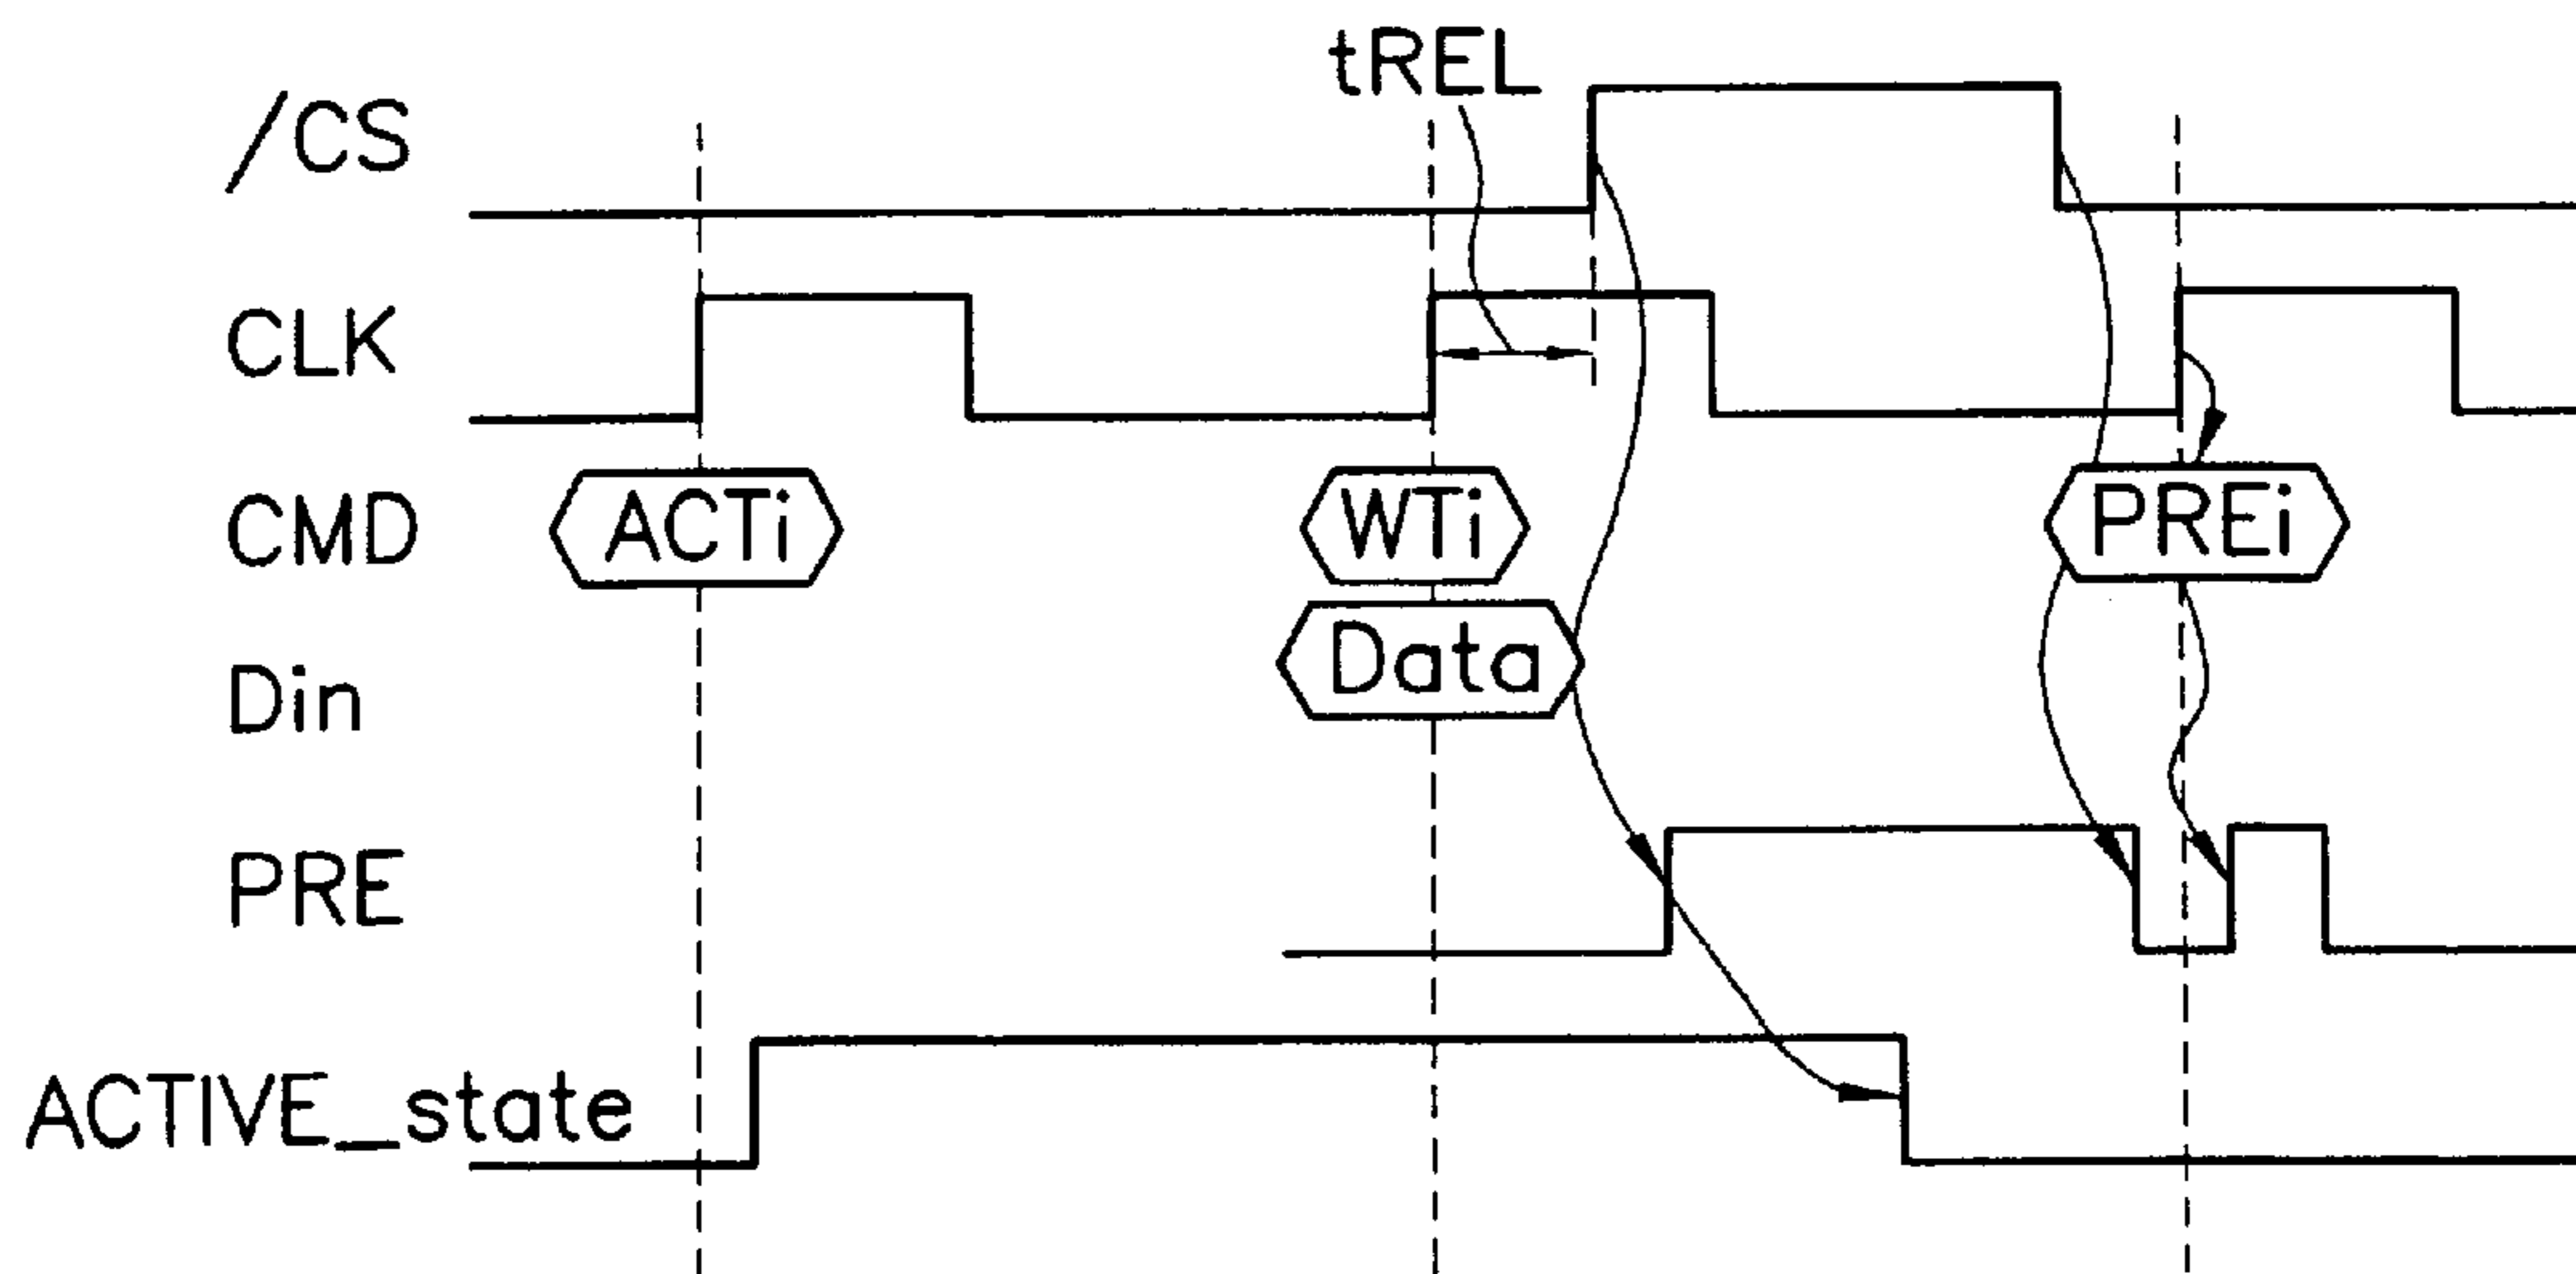 tREL
/CS
CLK
CMD ACTi WTi PREi
Din Data
PRE
ACTIVE_state